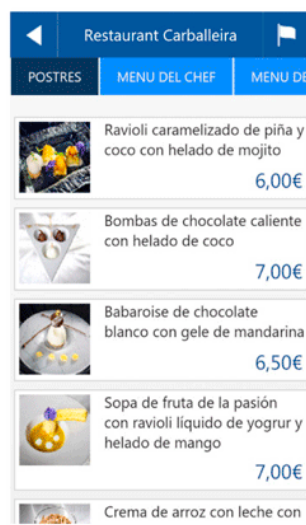 Restaurant Carballeira
POSTRES
MENU DEL CHEF
MENU DE
Ravioli caramelizado de piña y
coco con helado de mojito
6,00€
Bombas de chocolate caliente
con helado de coco
7,00€
Babaroise de chocolate
blanco con gele de mandarina
6,50€
Sopa de fruta de la pasión
con ravioli líquido de yogrur y
helado de mango
7,00€
Crema de arroz con leche con